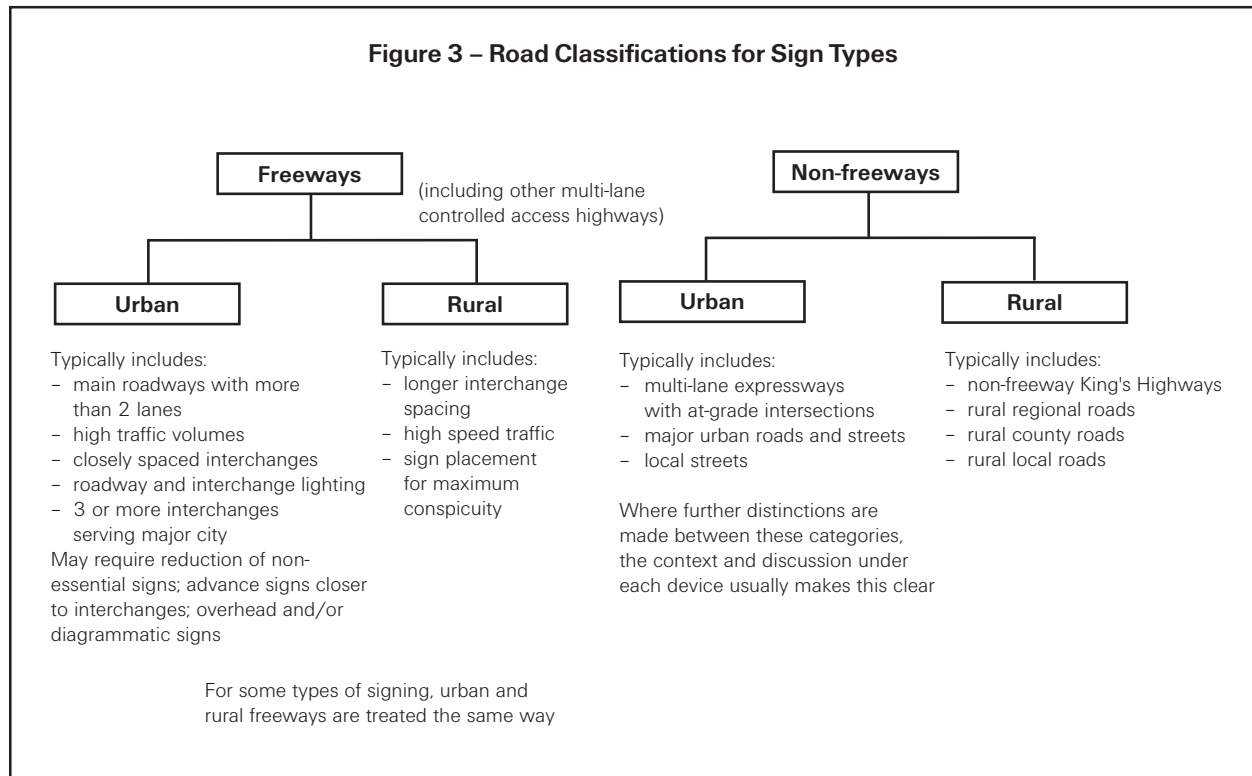 Figure 3 – Road Classifications for Sign Types
Freeways
(including other multi-lane
controlled access highways)
Non-freeways
Urban
Typically includes:
– main roadways with more
than 2 lanes
– high traffic volumes
– closely spaced interchanges
– roadway and interchange lighting
– 3 or more interchanges
serving major city
May require reduction of non-
essential signs; advance signs closer
to interchanges; overhead and/or
diagrammatic signs
Rural
Typically includes:
– longer interchange
spacing
– high speed traffic
– sign placement
for maximum
conspicuity
For some types of signing, urban and
rural freeways are treated the same way
Urban
Typically includes:
– multi-lane expressways
with at-grade intersections
– major urban roads and streets
– local streets
Where further distinctions are
made between these categories,
the context and discussion under
each device usually makes this clear
Rural
Typically includes:
– non-freeway King's Highways
– rural regional roads
– rural county roads
– rural local roads